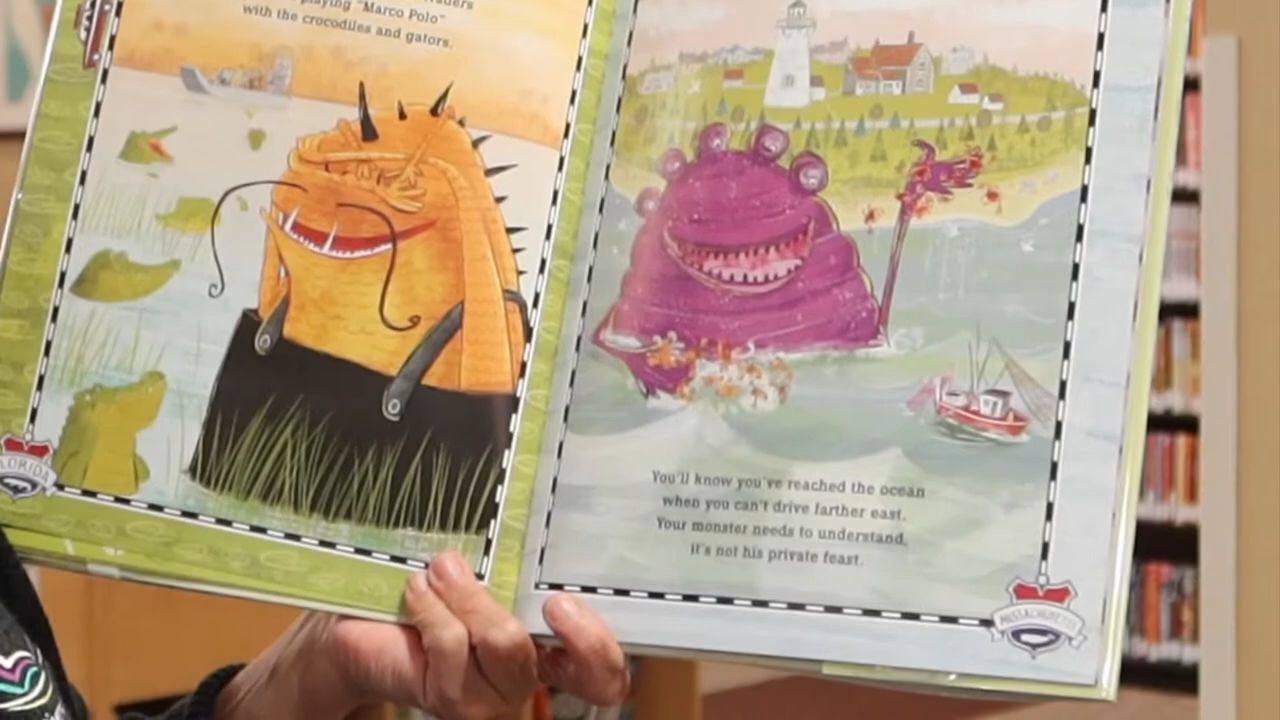 playing "Marco Polo"
with the crocodiles and gators.
FLORIDA
You'll know you've reached the ocean
when you can't drive farther east.
Your monster needs to understand,
it's not his private feast.
MASSACHUSETTS